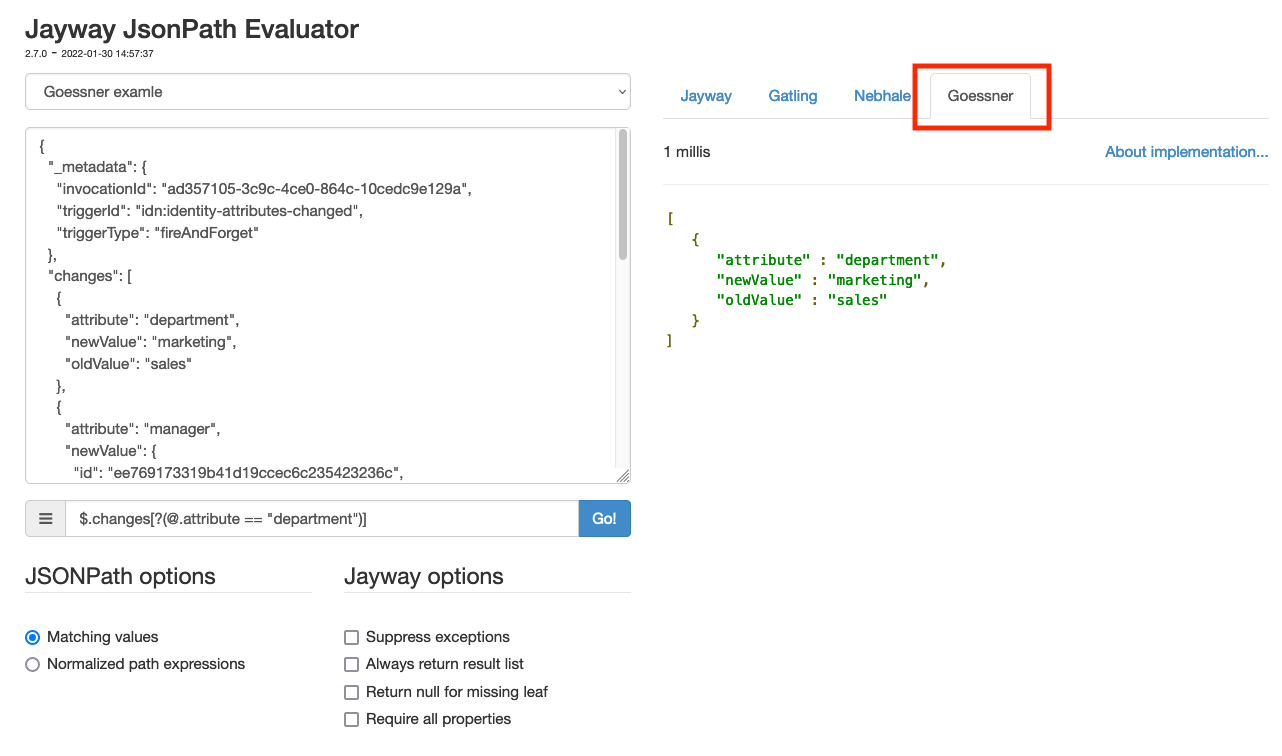 Jayway JsonPath Evaluator
2.7.0 - 2022-01-30 14:57:37
Goessner examle
{
"_metadata": {
"invocationId": "ad357105-3c9c-4ce0-864c-10cedc9e129a",
"triggerId": "idn:identity-attributes-changed",
"triggerType": "fireAndForget"
},
"changes": [
{
"attribute": "department",
"newValue": "marketing",
"oldValue": "sales"
},
{
"attribute": "manager",
"newValue": {
"id": "ee769173319b41d19ccec6c235423236c",
$.changes[?(@.attribute == "department")]
Go!
JSONPath options
Matching values
Normalized path expressions
Jayway options
Suppress exceptions
Always return result list
Return null for missing leaf
Require all properties
Jayway Gatling Nebhale Goessner
1 millis
About implementation...
[
{
"attribute" : "department",
"newValue" : "marketing",
"oldValue" : "sales"
}
]